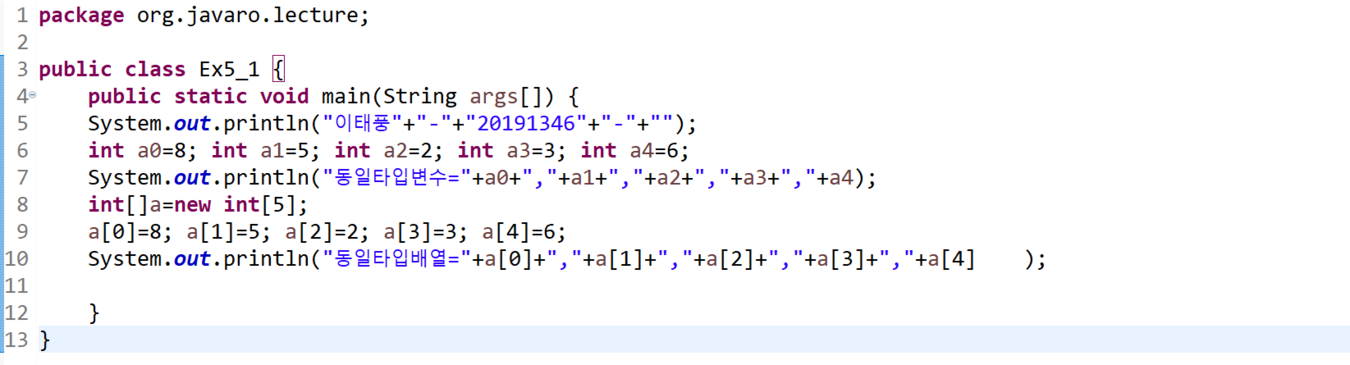 1 package org.javaro.lecture;
2
3 public class Ex5_1 {
4     public static void main(String args[]) {
5     System.out.println("이태풍"+"-"+"20191346"+"-"+"");
6     int a0=8; int a1=5; int a2=2; int a3=3; int a4=6;
7     System.out.println("동일타입변수="+a0+","+a1+","+a2+","+a3+","+a4);
8     int[]a=new int[5];
9     a[0]=8; a[1]=5; a[2]=2; a[3]=3; a[4]=6;
10     System.out.println("동일타입배열="+a[0]+","+a[1]+","+a[2]+","+a[3]+","+a[4]    );
11
12     }
13 }